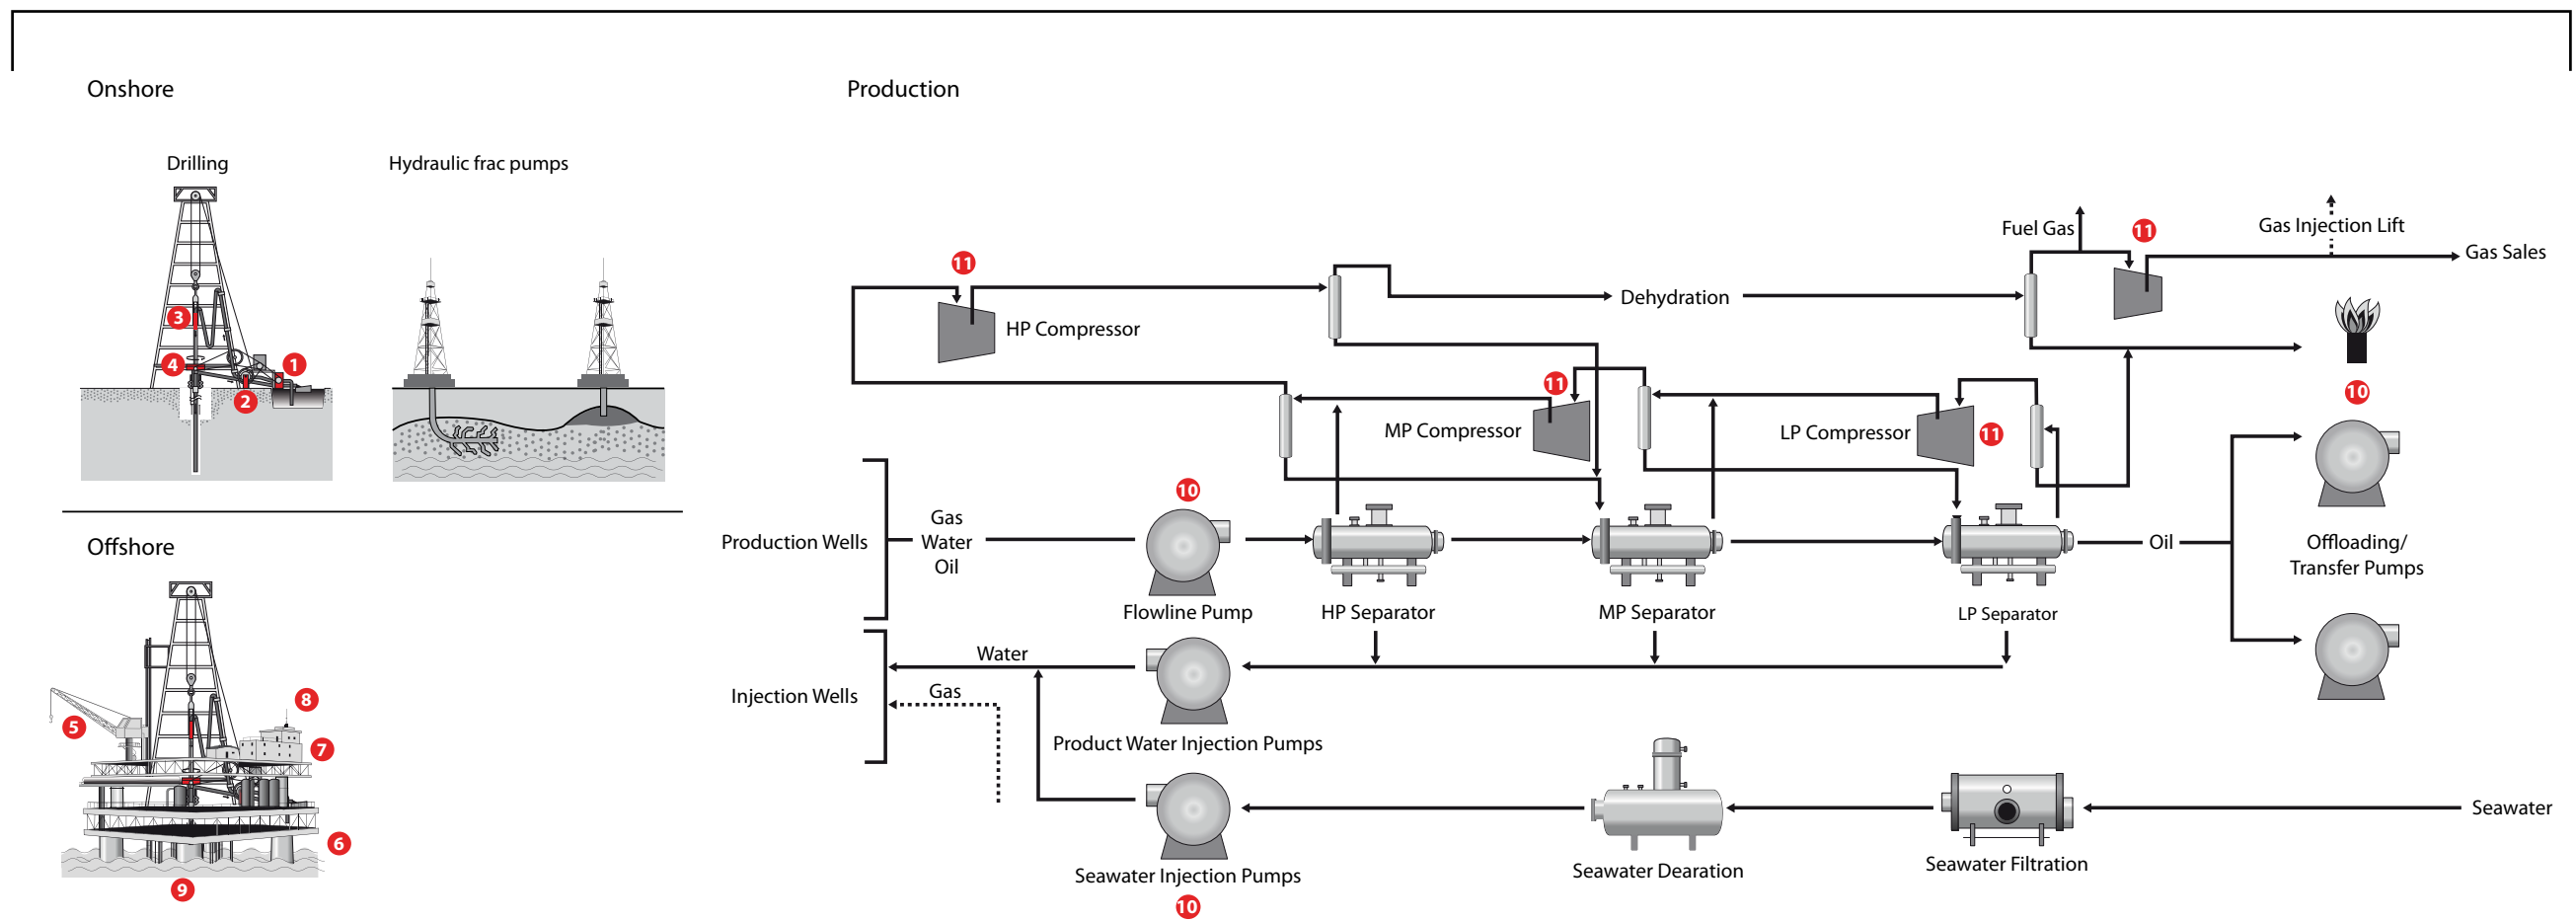 Onshore
Production
Drilling
Hydraulic frac pumps
3
4
1
2
Offshore
5
8
7
6
9
11
HP Compressor
Dehydration
Fuel Gas
11
Gas Injection Lift
Gas Sales
11
MP Compressor
LP Compressor
11
10
Production Wells
Gas
Water
Oil
10
Flowline Pump
HP Separator
MP Separator
LP Separator
Oil
Offloading/
Transfer Pumps
Injection Wells
Water
Gas
Product Water Injection Pumps
Seawater Injection Pumps
10
Seawater Dearation
Seawater Filtration
Seawater